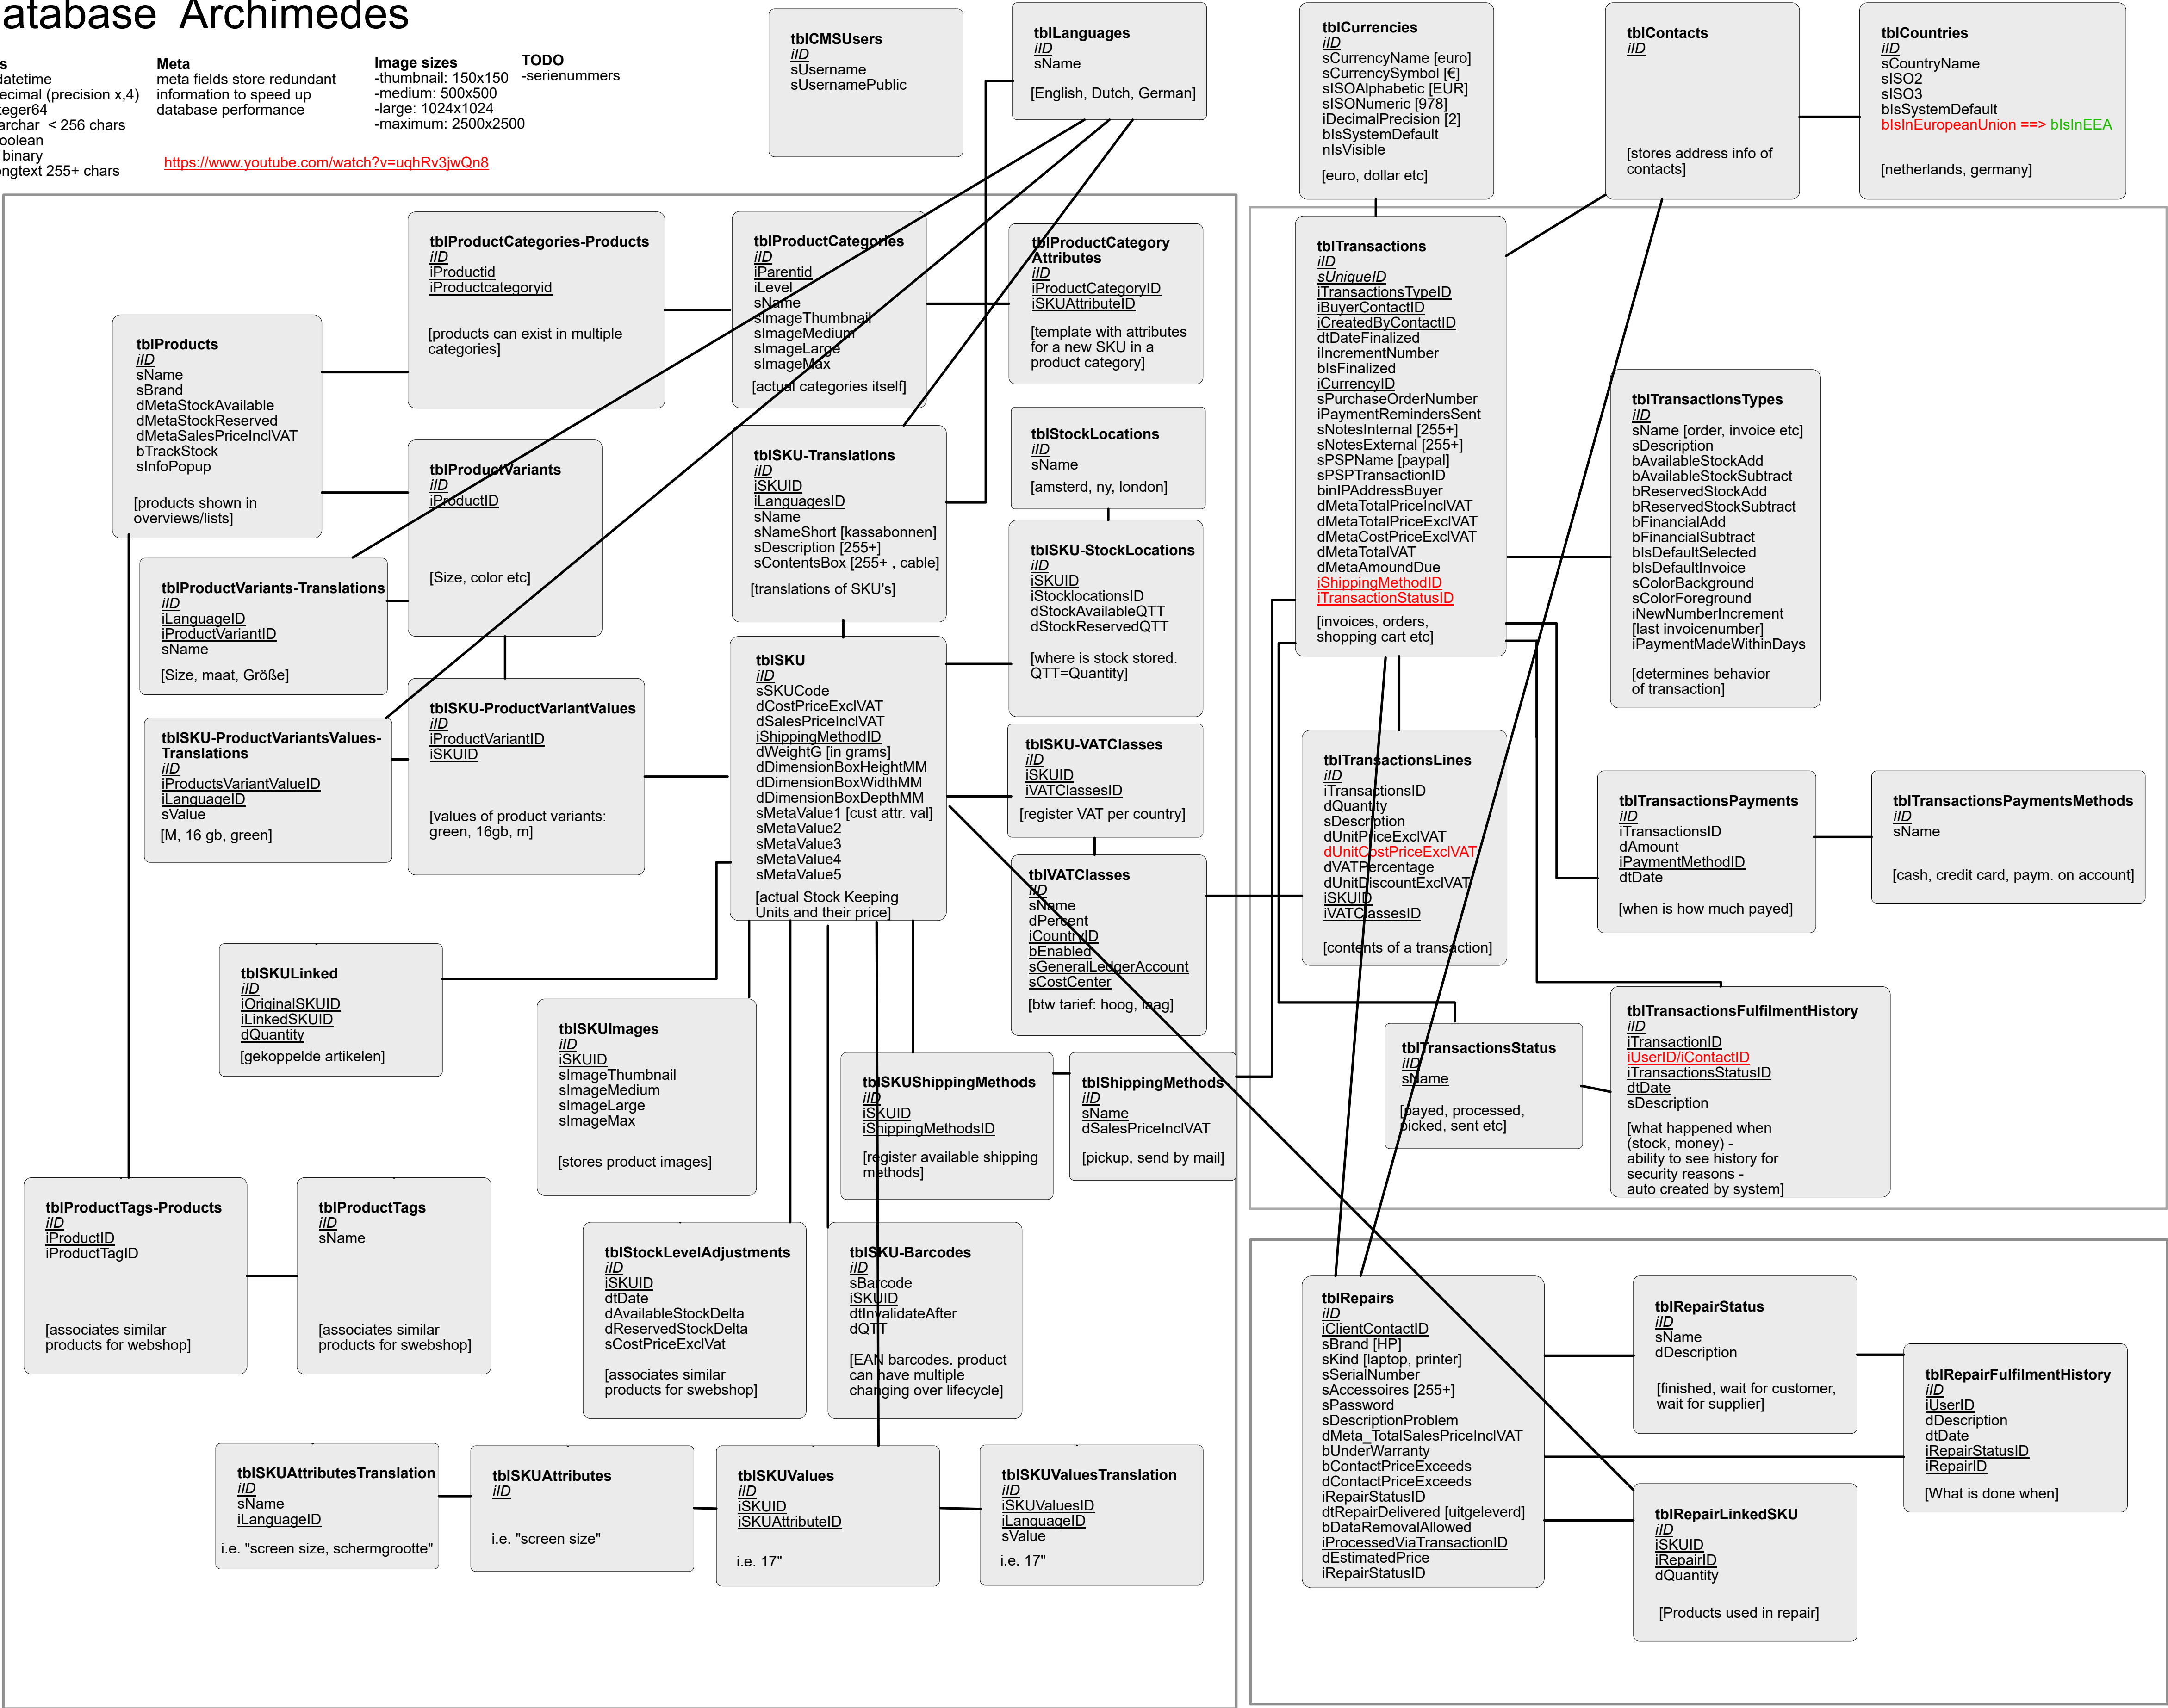 atabase Archimedes
s
datetime
ecimal (precision x,4)
teger64
archar < 256 chars
oolean
binary
ongtext 255+ chars
Meta
meta fields store redundant
information to speed up
database performance
Image sizes
-thumbnail: 150x150
-medium: 500x500
-large: 1024x1024
-maximum: 2500x2500
TODO
-serienummers
https://www.youtube.com/watch?v=ughRv3jwQn8
tblCMSUsers
iID
sUsername
sUsernamePublic
tblLanguages
iID
sName
[English, Dutch, German]
tblCurrencies
iID
sCurrencyName [euro]
sCurrencySymbol [€]
sISOAlphabetic [EUR]
sISONumeric [978]
iDecimalPrecision [2]
bIsSystemDefault
nIsVisible
[euro, dollar etc]
tblContacts
iID
[stores address info of
contacts]
tblCountries
iID
sCountryName
sISO2
sISO3
bIsSystemDefault
bIsInEuropeanUnion ==> bIsInEEA
[netherlands, germany]
tblProductCategories-Products
iID
iProductid
iProductcategoryid
[products can exist in multiple
categories]
tblProductCategories
iID
iParentid
iLevel
sName
sImageThumbnail
sImageMedium
sImageLarge
sImageMax
[actual categories itself]
tblProductCategory
Attributes
iID
iProductCategoryID
iSKUAttributeID
[template with attributes
for a new SKU in a
product category]
tblProducts
iID
sName
sBrand
dMetaStockAvailable
dMetaStockReserved
dMetaSalesPriceInclVAT
bTrackStock
sInfoPopup
[products shown in
overviews/lists]
tblProductVariants
iID
iProductID
[Size, color etc]
tblSKU-Translations
iID
iSKUID
iLanguagesID
sName
sNameShort [kassabonnen]
sDescription [255+]
sContentsBox [255+ , cable]
[translations of SKU's]
tblStockLocations
iID
sName
[amsterd, ny, london]
tblSKU-StockLocations
iID
iSKUID
iStocklocationsID
dStockAvailableQTT
dStockReservedQTT
[where is stock stored.
QTT=Quantity]
tblProductVariants-Translations
iID
iLanguageID
iProductVariantID
sName
[Size, maat, Größe]
tblSKU-ProductVariantsValues-
Translations
iID
iProductsVariantValueID
iLanguageID
sValue
[M, 16 gb, green]
tblSKU-ProductVariantValues
iID
iProductVariantID
iSKUID
[values of product variants:
green, 16gb, m]
tblSKU
iID
sSKUCode
dCostPriceExclVAT
dSalesPriceInclVAT
iShippingMethodID
dWeightG [in grams]
dDimensionBoxHeightMM
dDimensionBoxWidthMM
dDimensionBoxDepthMM
sMetaValue1 [cust attr. val]
sMetaValue2
sMetaValue3
sMetaValue4
sMetaValue5
[actual Stock Keeping
Units and their price]
tblSKU-VATClasses
iID
iSKUID
iVATClassesID
[register VAT per country]
tblVATClasses
iID
sName
dPercent
iCountryID
bEnabled
sGeneralLedgerAccount
sCostCenter
[btw tarief: hoog, laag]
tblSKULinked
iID
iOriginalSKUID
iLinkedSKUID
dQuantity
[gekoppelde artikelen]
tblSKUImages
iID
iSKUID
sImageThumbnail
sImageMedium
sImageLarge
sImageMax
[stores product images]
tblSKUShippingMethods
iID
iSKUID
iShippingMethodsID
[register available shipping
methods]
tblShippingMethods
iID
sName
dSalesPriceInclVAT
[pickup, send by mail]
tblProductTags-Products
iID
iProductID
iProductTagID
[associates similar
products for webshop]
tblProductTags
iID
sName
[associates similar
products for swebshop]
tblStockLevelAdjustments
iID
iSKUID
dtDate
dAvailableStockDelta
dReservedStockDelta
sCostPriceExclVat
[associates similar
products for swebshop]
tblSKU-Barcodes
iID
sBarcode
iSKUID
dtInvalidateAfter
dQTT
[EAN barcodes. product
can have multiple
changing over lifecycle]
tblSKUAttributesTranslation
iID
sName
iLanguageID
i.e. "screen size, schermgrootte"
tblSKUAttributes
iID
i.e. "screen size"
tblSKUValues
iID
iSKUID
iSKUAttributeID
i.e. 17"
tblSKUValuesTranslation
iID
iSKUValuesID
iLanguageID
sValue
i.e. 17"
tblTransactions
iID
sUniqueID
iTransactionsTypeID
iBuyerContactID
iCreatedByContactID
dtDateFinalized
iIncrementNumber
bIsFinalized
iCurrencyID
sPurchaseOrderNumber
iPaymentRemindersSent
sNotesInternal [255+]
sNotesExternal [255+]
sPSPName [paypal]
sPSPTransactionID
binIPAddressBuyer
dMetaTotalPriceInclVAT
dMetaTotalPriceExclVAT
dMetaCostPriceExclVAT
dMetaTotalVAT
dMetaAmoundDue
iShippingMethodID
iTransactionStatusID
[invoices, orders,
shopping cart etc]
tblTransactionsTypes
iID
sName [order, invoice etc]
sDescription
bAvailableStockAdd
bAvailableStockSubtract
bReservedStockAdd
bReservedStockSubtract
bFinancialAdd
bFinancialSubtract
bIsDefaultSelected
bIsDefaultInvoice
sColorBackground
sColorForeground
iNewNumberIncrement
[last invoicenumber]
iPaymentMadeWithinDays
[determines behavior
of transaction]
tblTransactionsLines
iID
iTransactionsID
dQuantity
sDescription
dUnitPriceExclVAT
dUnitCostPriceExclVAT
dVATPercentage
dUnitDiscountExclVAT
iSKUID
iVATClassesID
[contents of a transaction]
tblTransactionsPayments
iID
iTransactionsID
dAmount
iPaymentMethodID
dtDate
[when is how much payed]
tblTransactionsPaymentsMethods
iID
sName
[cash, credit card, paym. on account]
tblTransactionsStatus
iID
sName
[payed, processed,
picked, sent etc]
tblTransactionsFulfilmentHistory
iID
iTransactionID
iUserID/iContactID
iTransactionsStatusID
dtDate
sDescription
[what happened when
(stock, money) -
ability to see history for
security reasons -
auto created by system]
tblRepairs
iID
iClientContactID
sBrand [HP]
sKind [laptop, printer]
sSerialNumber
sAccessoires [255+]
sPassword
sDescriptionProblem
dMeta_TotalSalesPriceInclVAT
bUnderWarranty
bContactPriceExceeds
dContactPriceExceeds
iRepairStatusID
dtRepairDelivered [uitgeleverd]
bDataRemovalAllowed
iProcessedViaTransactionID
dEstimatedPrice
iRepairStatusID
tblRepairStatus
iID
sName
dDescription
[finished, wait for customer,
wait for supplier]
tblRepairFulfilmentHistory
iID
iUserID
dDescription
dtDate
iRepairStatusID
iRepairID
[What is done when]
tblRepairLinkedSKU
iID
iSKUID
iRepairID
dQuantity
[Products used in repair]